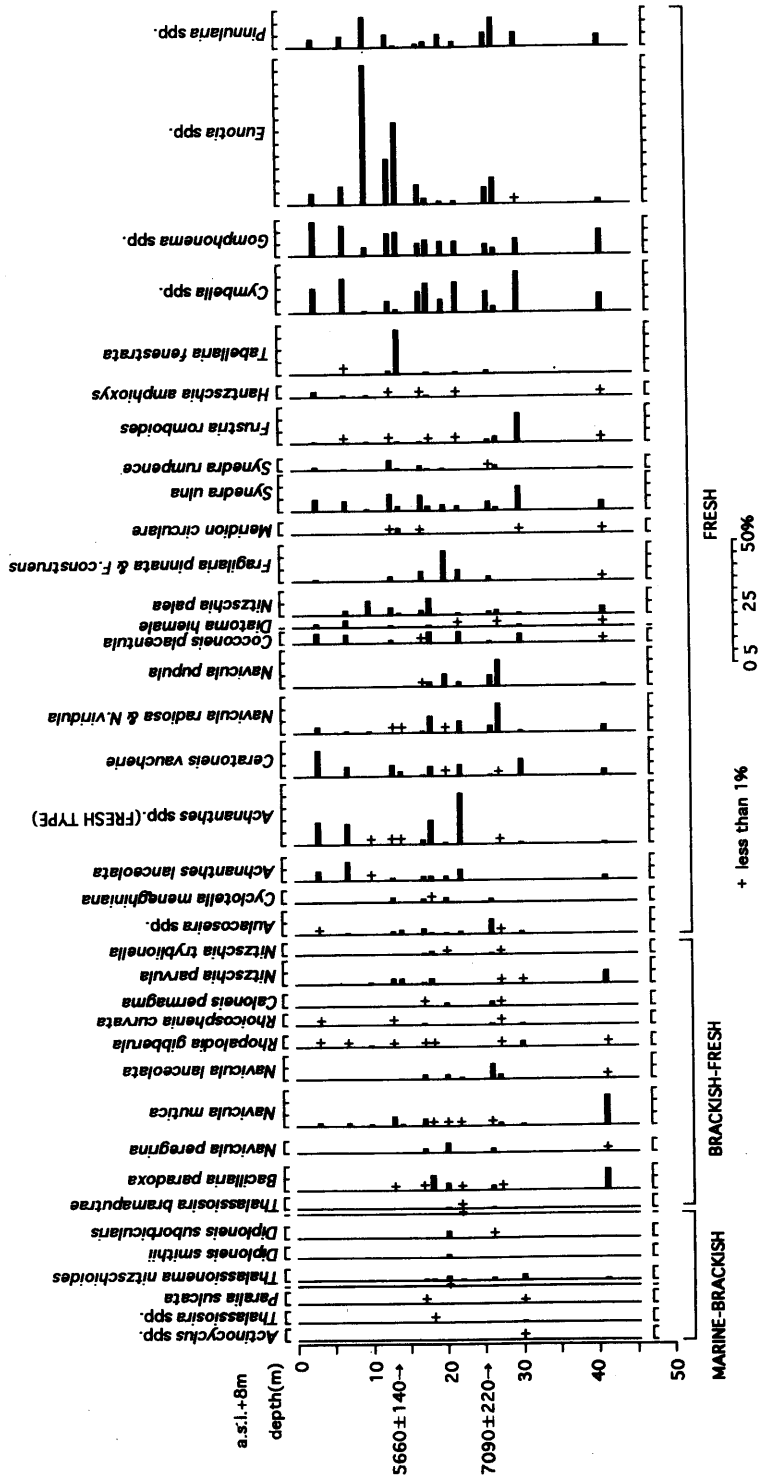 Pinnularia spp.
Eunotia spp.
Gomphonema spp.
Cymbella spp.
Tabellaria fenestrata
Hantzschia amphioxys
Frustria romboides
Synedra rumpence
Synedra ulna
Meridion circulare
Fragilaria pinnata & F.construens
Nitzschia palea
Diatoma hiemale
Cocconeis placentula
Navicula pupula
Navicula radiosa & N.viridula
Ceratoneis vaucherie
Achnanthes spp.(FRESH TYPE)
Achnanthes lanceolata
Cyclotella meneghiniana
Aulacoseira spp.
Nitzschia tryblionella
Nitzschia parvula
Caloneis permagma
Rhoicosphenia curvata
Rhopalodia gibberula
Navicula lanceolata
Navicula mutica
Navicula peregrina
Bacillaria paradoxa
Thalassiosira bramaputrae
Diploneis suborbicularis
Diploneis smithii
Thalassionema nitzschioides
Paralia sulcata
Thalassiosira spp.
Actinocyclus spp.
a.s.l.+8m
depth(m)
0
10
5660±140→
20
7090±220→
30
40
50
MARINE-BRACKISH
BRACKISH-FRESH
FRESH
0 5 25 50%
+ less than 1%